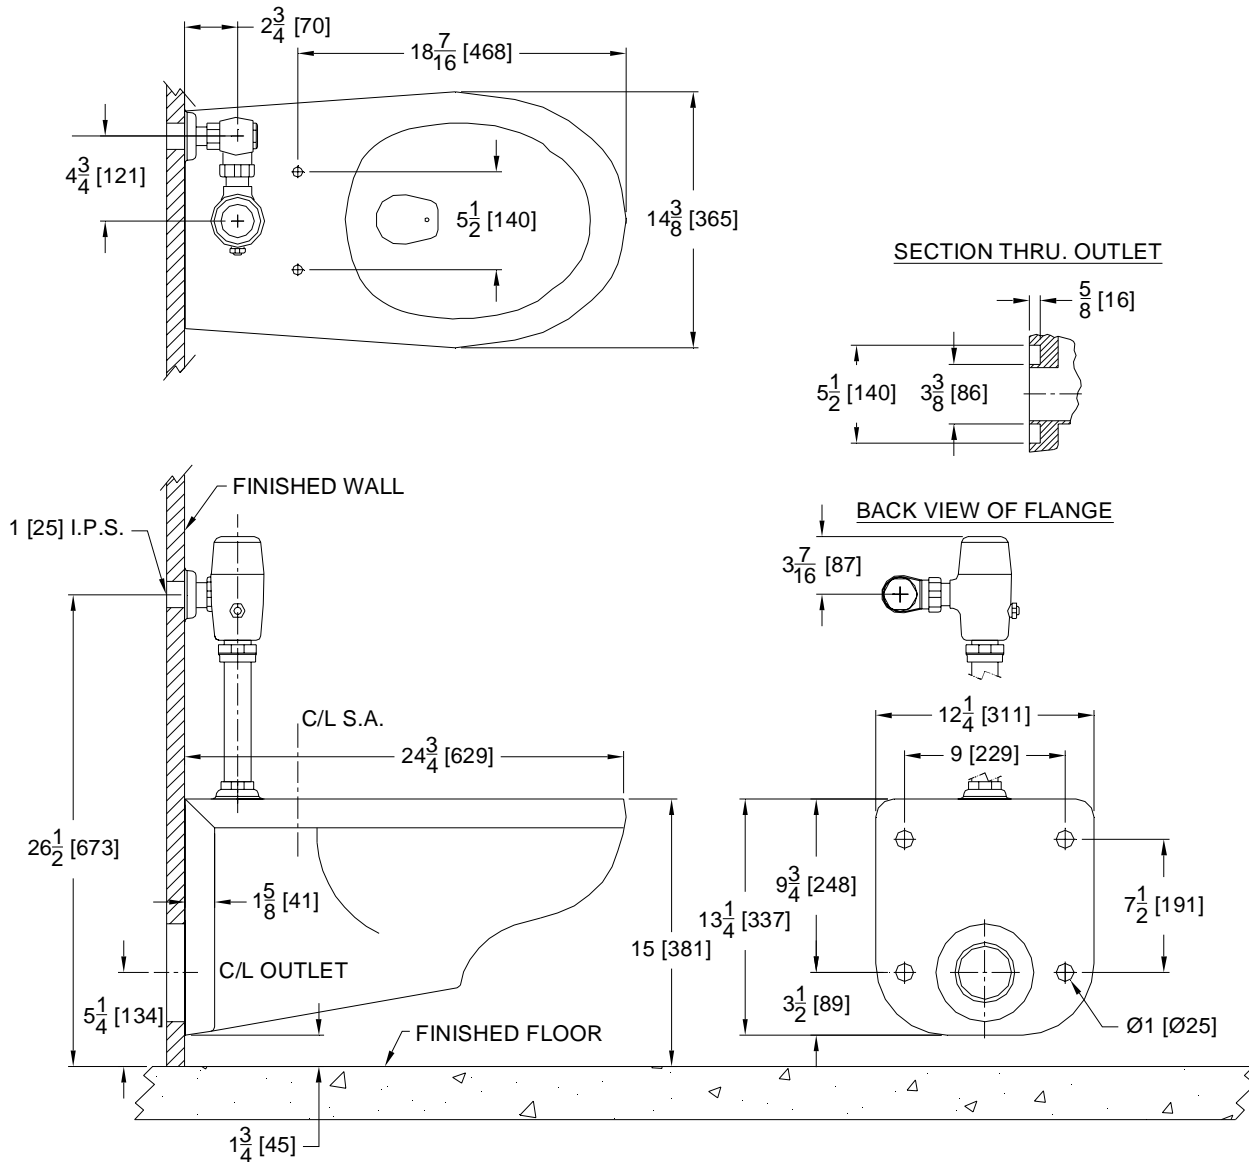 2 3/4 [70]
18 7/16 [468]
4 3/4 [121]
5 1/2 [140]
14 3/8 [365]
SECTION THRU. OUTLET
5/8 [16]
5 1/2 [140]
3 3/8 [86]
FINISHED WALL
1 [25] I.P.S.
BACK VIEW OF FLANGE
3 7/16 [87]
C/L S.A.
24 3/4 [629]
12 1/4 [311]
9 [229]
26 1/2 [673]
1 5/8 [41]
9 3/4 [248]
13 1/4 [337]
7 1/2 [191]
15 [381]
C/L OUTLET
5 1/4 [134]
3 1/2 [89]
FINISHED FLOOR
Ø1 [Ø25]
1 3/4 [45]